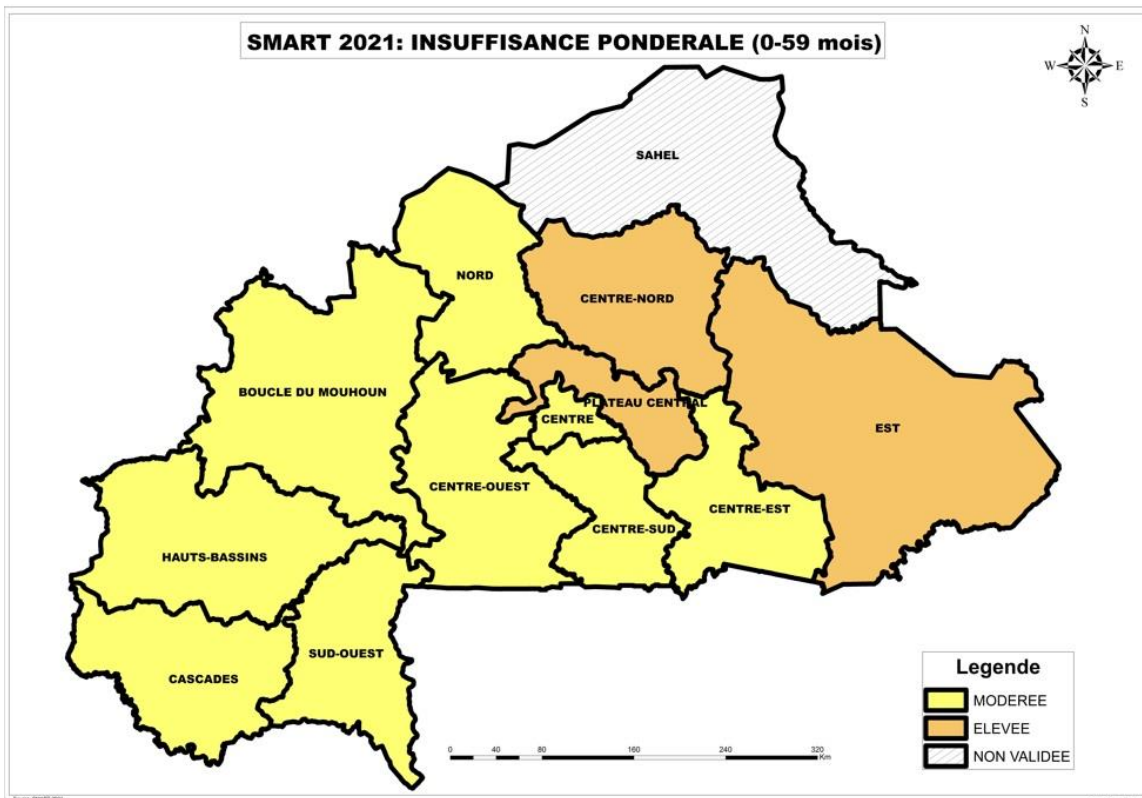 SMART 2021: INSUFFISANCE PONDERALE (0-59 mois)
N
W E
S
SAHEL
NORD
CENTRE-NORD
BOUCLE DU MOUHOUN
PLATEAU CENTRAL
CENTRE
EST
CENTRE-OUEST
CENTRE-EST
CENTRE-SUD
HAUTS-BASSINS
SUD-OUEST
CASCADES
Legende
MODEREE
ELEVEE
NON VALIDEE
0 40 80 160 240 320
Km